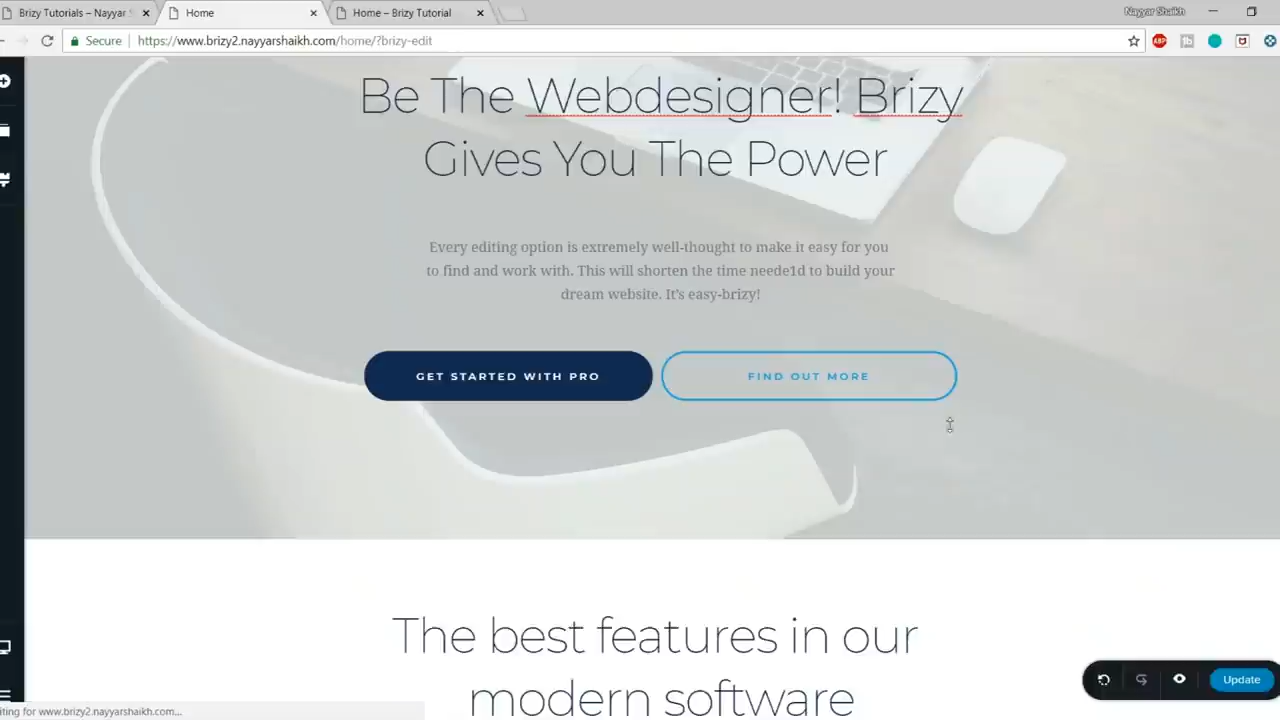 Brizy Tutorials – Nayyar S
Home
Home – Brizy Tutorial
Nayyar Shaikh
Secure
https://www.brizy2.nayyarshaikh.com/home/?brizy-edit
ABP
Be The Webdesigner! Brizy
Gives You The Power
Every editing option is extremely well-thought to make it easy for you
to find and work with. This will shorten the time neede1d to build your
dream website. It's easy-brizy!
GET STARTED WITH PRO
FIND OUT MORE
The best features in our
modern software
Update
iting for www.brizy2.nayyarshaikh.com...